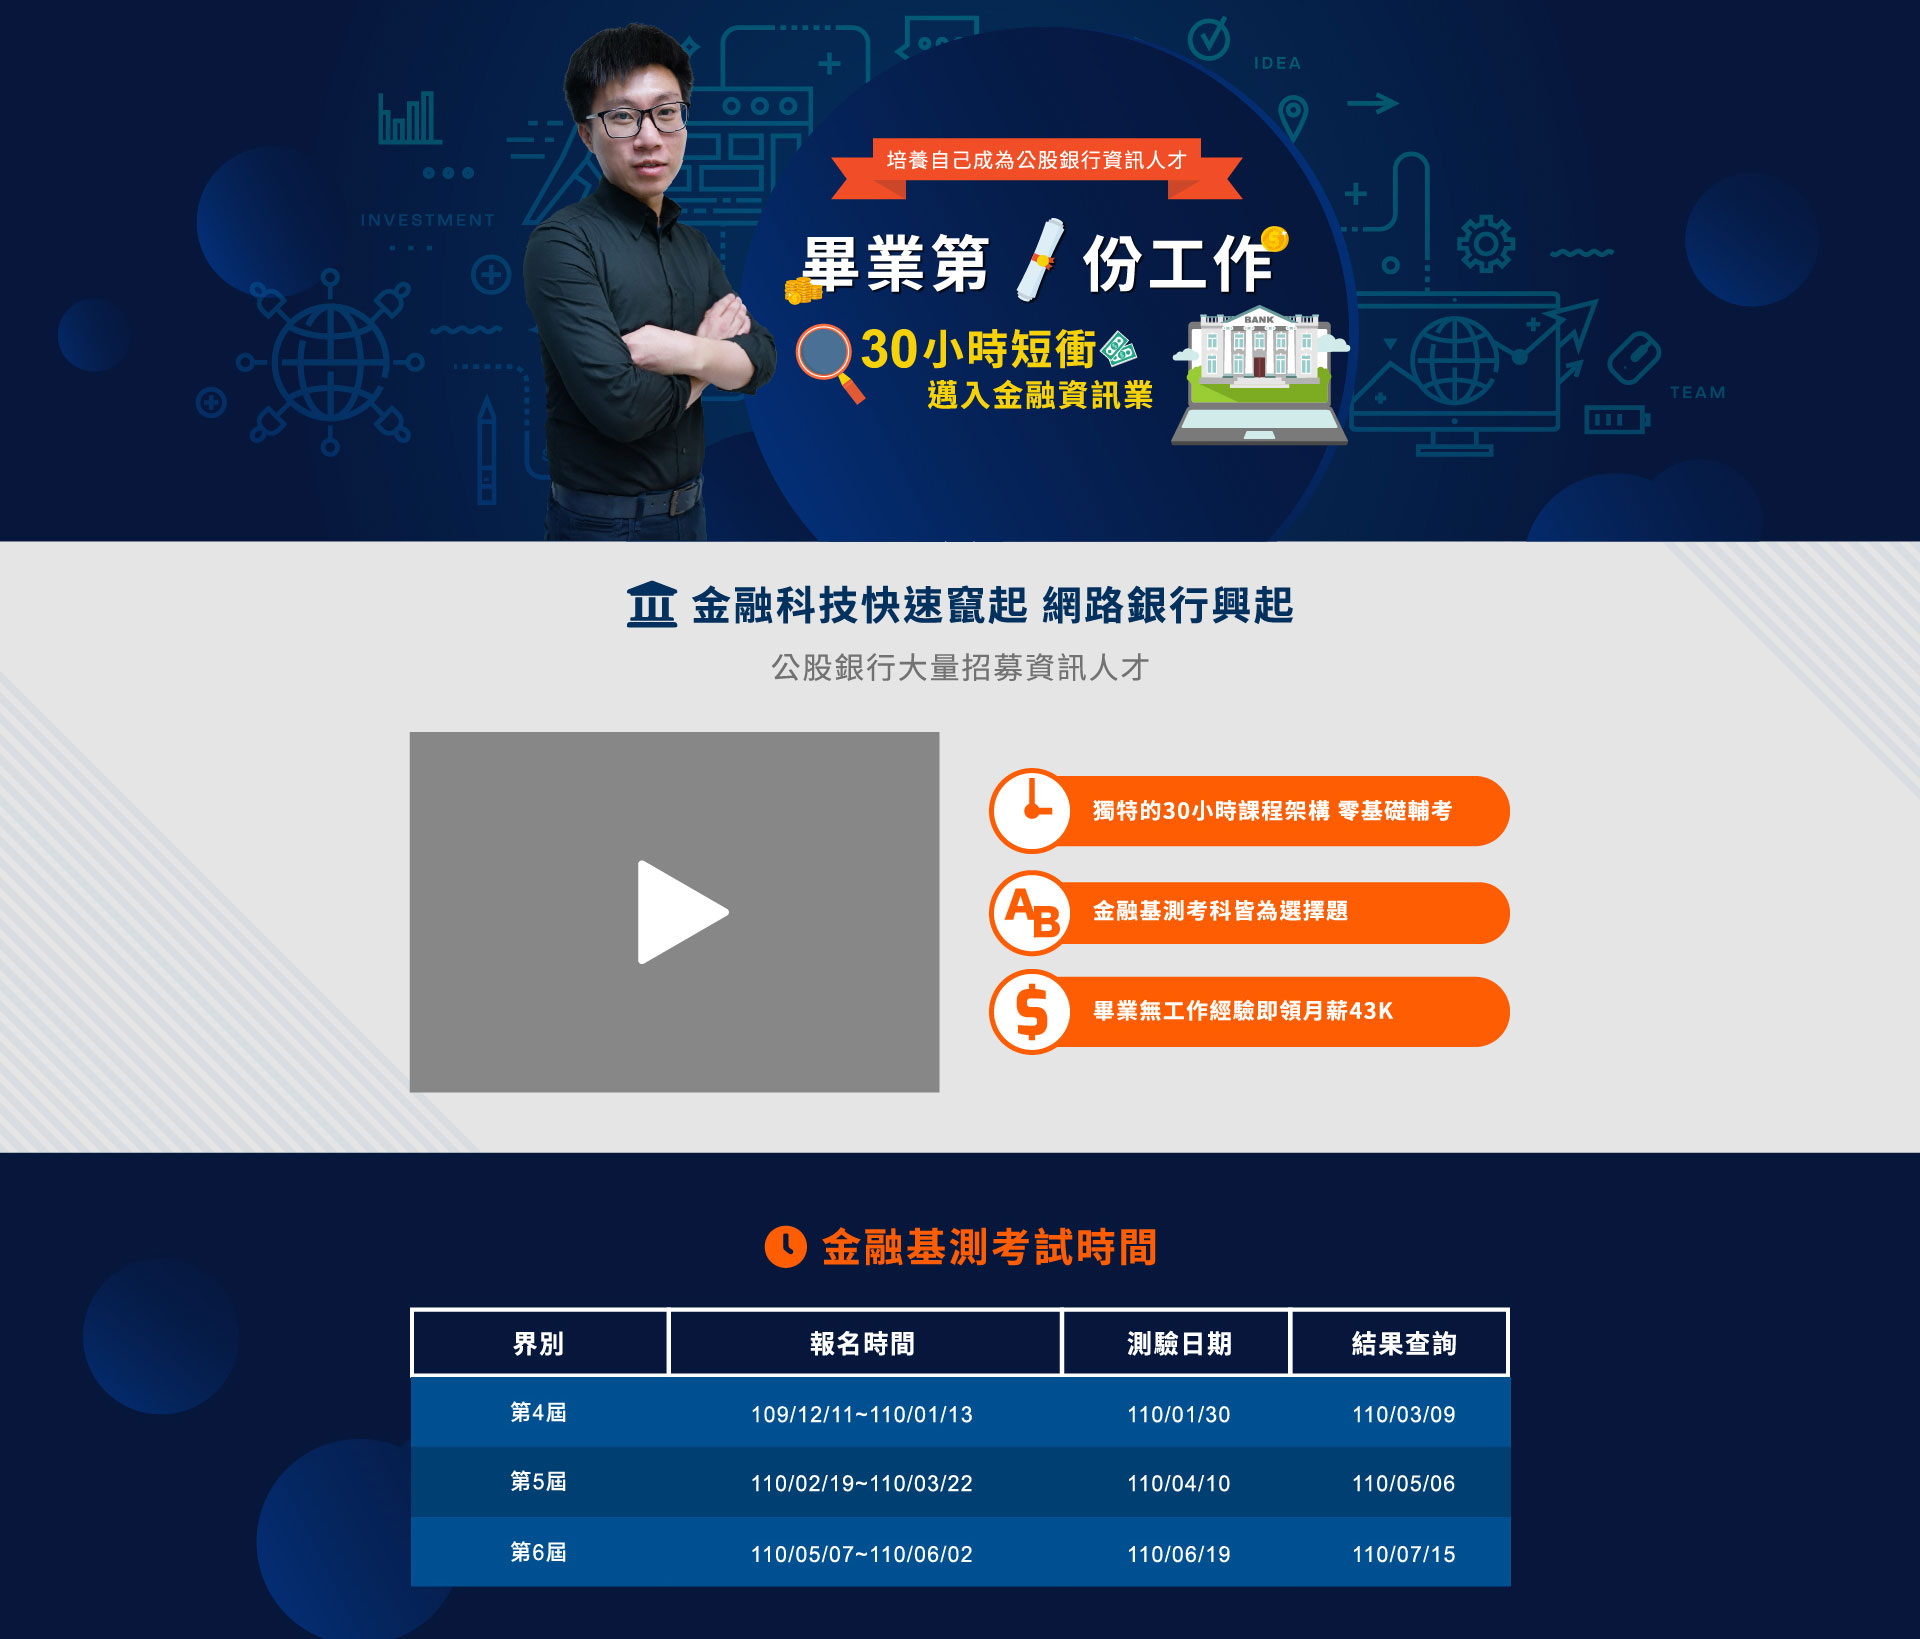 IDEA
培養自己成為公股銀行資訊人才
INVESTMENT
畢業第 份工作
BANK
30小時短衝
邁入金融資訊業
TEAM
金融科技快速竄起 網路銀行興起
公股銀行大量招募資訊人才
獨特的30小時課程架構 零基礎輔考
AB
金融基測考科皆為選擇題
$
畢業無工作經驗即領月薪43K
金融基測考試時間
界別 報名時間 測驗日期 結果查詢
第4屆 109/12/11~110/01/13 110/01/30 110/03/09
第5屆 110/02/19~110/03/22 110/04/10 110/05/06
第6屆 110/05/07~110/06/02 110/06/19 110/07/15